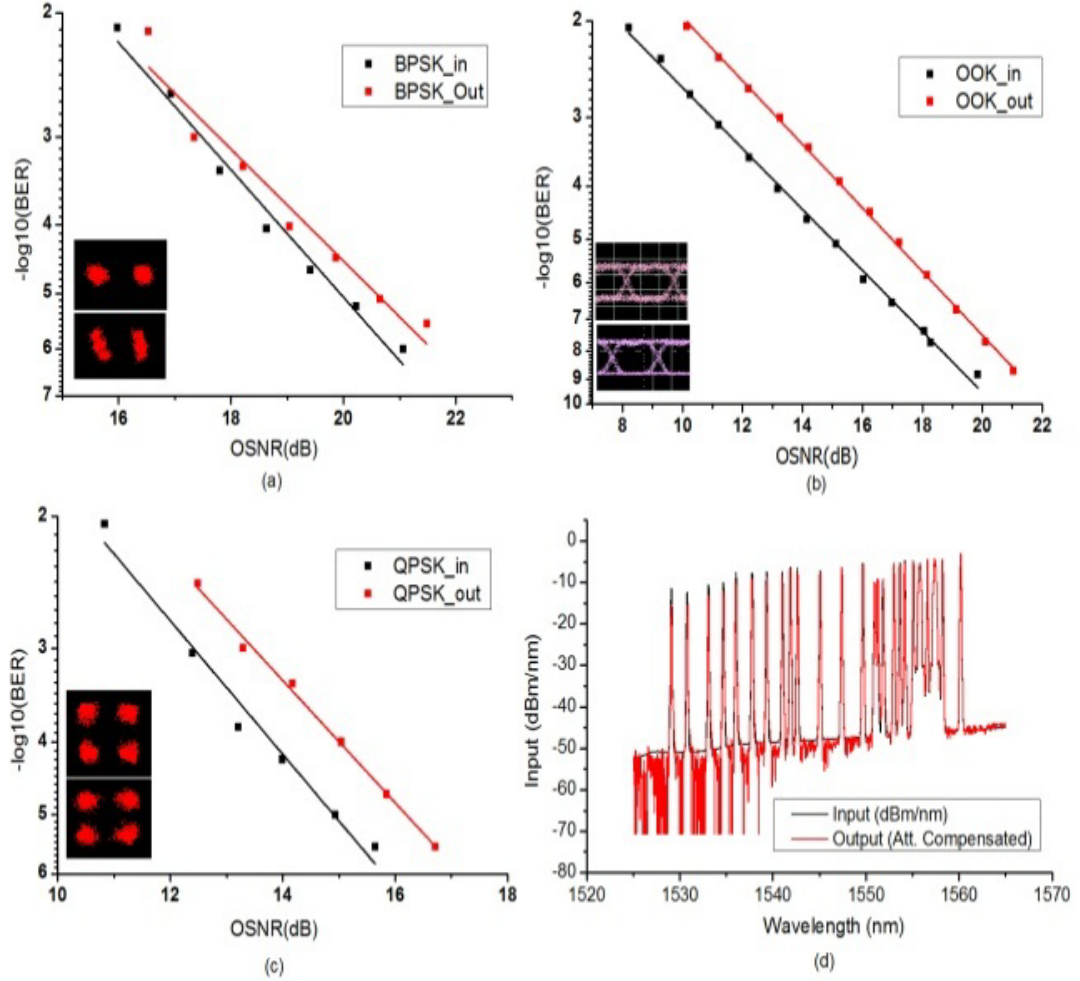 2
3
4
5
6
7
-log10(BER)
BPSK_in
BPSK_Out
16 18 20 22
OSNR(dB)
(a)
2
3
4
5
6
7
8
9
10
-log10(BER)
OOK_in
OOK_out
8 10 12 14 16 18 20 22
OSNR(dB)
(b)
2
3
4
5
6
-log10(BER)
QPSK_in
QPSK_out
10 12 14 16 18
OSNR(dB)
(c)
0
-10
-20
-30
-40
-50
-60
-70
-80
Input (dBm/nm)
Input (dBm/nm)
Output (Att. Compensated)
1520 1530 1540 1550 1560 1570
Wavelength (nm)
(d)